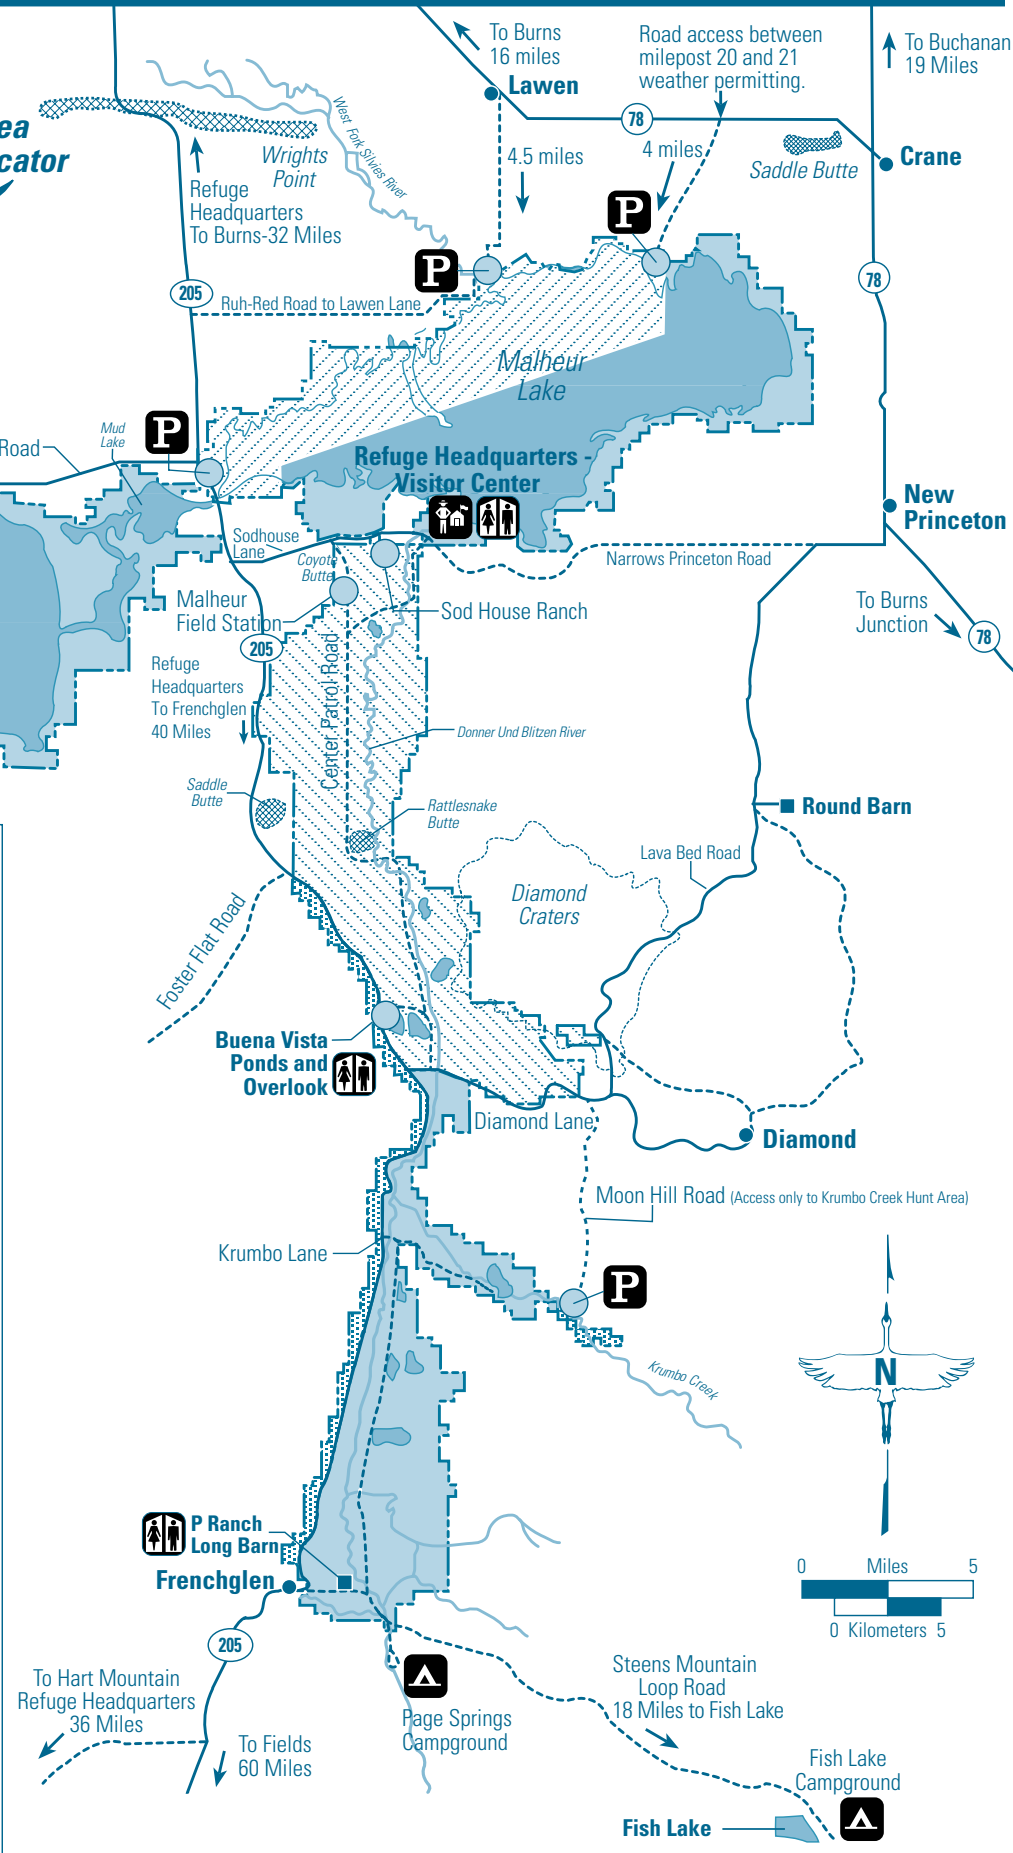 To Burns
16 miles
Lawen
Road access between
milepost 20 and 21
weather permitting.
To Buchanan
19 Miles
78
ea
cator
Wrights
Point
West Fork Silvies River
4.5 miles
4 miles
Saddle Butte
Crane
Refuge
Headquarters
To Burns-32 Miles
P
P
205
Ruh-Red Road to Lawen Lane
78
Malheur
Lake
Mud
Lake
P
Road
Refuge Headquarters -
Visitor Center
New
Princeton
Sodhouse
Lane
Coyote
Butte
Narrows Princeton Road
Malheur
Field Station
Sod House Ranch
To Burns
Junction
78
205
Refuge
Headquarters
To Frenchglen
40 Miles
Center Patrol Road
Donner Und Blitzen River
Saddle
Butte
Rattlesnake
Butte
Round Barn
Lava Bed Road
Diamond
Craters
Foster Flat Road
Buena Vista
Ponds and
Overlook
Diamond Lane
Diamond
Moon Hill Road (Access only to Krumbo Creek Hunt Area)
Krumbo Lane
P
Krumbo Creek
N
P Ranch
Long Barn
Frenchglen
0 Miles 5
0 Kilometers 5
205
To Hart Mountain
Refuge Headquarters
36 Miles
To Fields
60 Miles
Page Springs
Campground
Steens Mountain
Loop Road
18 Miles to Fish Lake
Fish Lake
Campground
Fish Lake